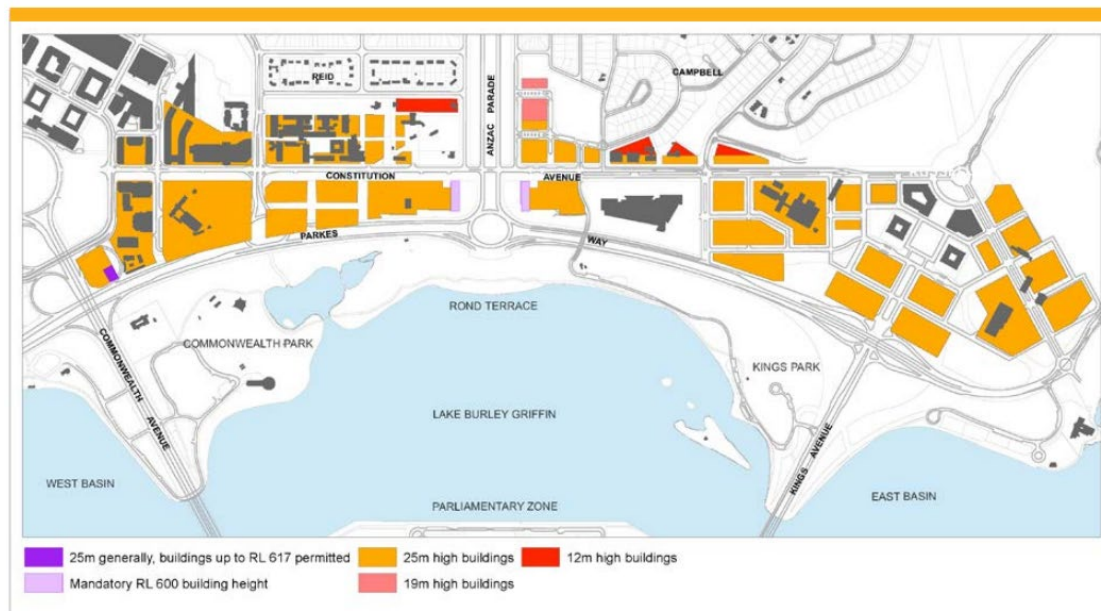 REID
ANZAC PARADE
CAMPBELL
CONSTITUTION
AVENUE
PARKES
WAY
ROND TERRACE
COMMONWEALTH PARK
COMMONWEALTH AVENUE
KINGS PARK
LAKE BURLEY GRIFFIN
KINGS AVENUE
WEST BASIN
EAST BASIN
PARLIAMENTARY ZONE
25m generally, buildings up to RL 617 permitted
25m high buildings
12m high buildings
Mandatory RL 600 building height
19m high buildings